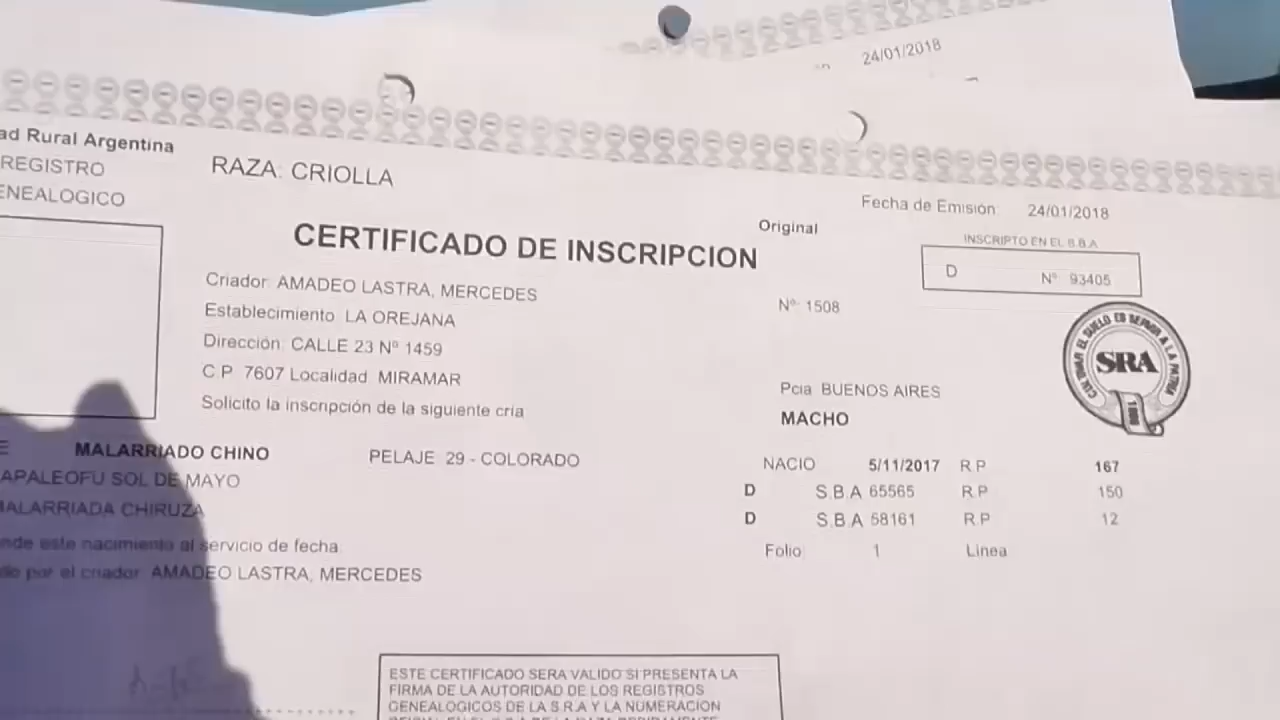 24/01/2018
ad Rural Argentina
REGISTRO
ENEALOGICO
RAZA: CRIOLLA
Fecha de Emisión 24/01/2018
Original
CERTIFICADO DE INSCRIPCION
INSCRIPTO EN EL B.B.A
D Nº 93405
Criador: AMADEO LASTRA, MERCEDES
Nº 1508
Establecimiento LA OREJANA
Dirección: CALLE 23 Nº 1459
C.P. 7607 Localidad MIRAMAR
Pcia BUENOS AIRES
Solicito la inscripción de la siguiente cria
MACHO
SRA
E MALARRIADO CHINO PELAJE 29 - COLORADO
NACIO 5/11/2017 R.P 167
APALEOFU SOL DE MAYO
D S.B.A 65565 R.P 150
MALARRIADA CHIRUZA
D S.B.A 58161 R.P 12
nde este nacimiento al servicio de fecha
Folio 1 Linea
do por el criador: AMADEO LASTRA, MERCEDES
ESTE CERTIFICADO SERA VALIDO SI PRESENTA LA
FIRMA DE LA AUTORIDAD DE LOS REGISTROS
GENEALOGICOS DE LA S.R.A Y LA NUMERACION